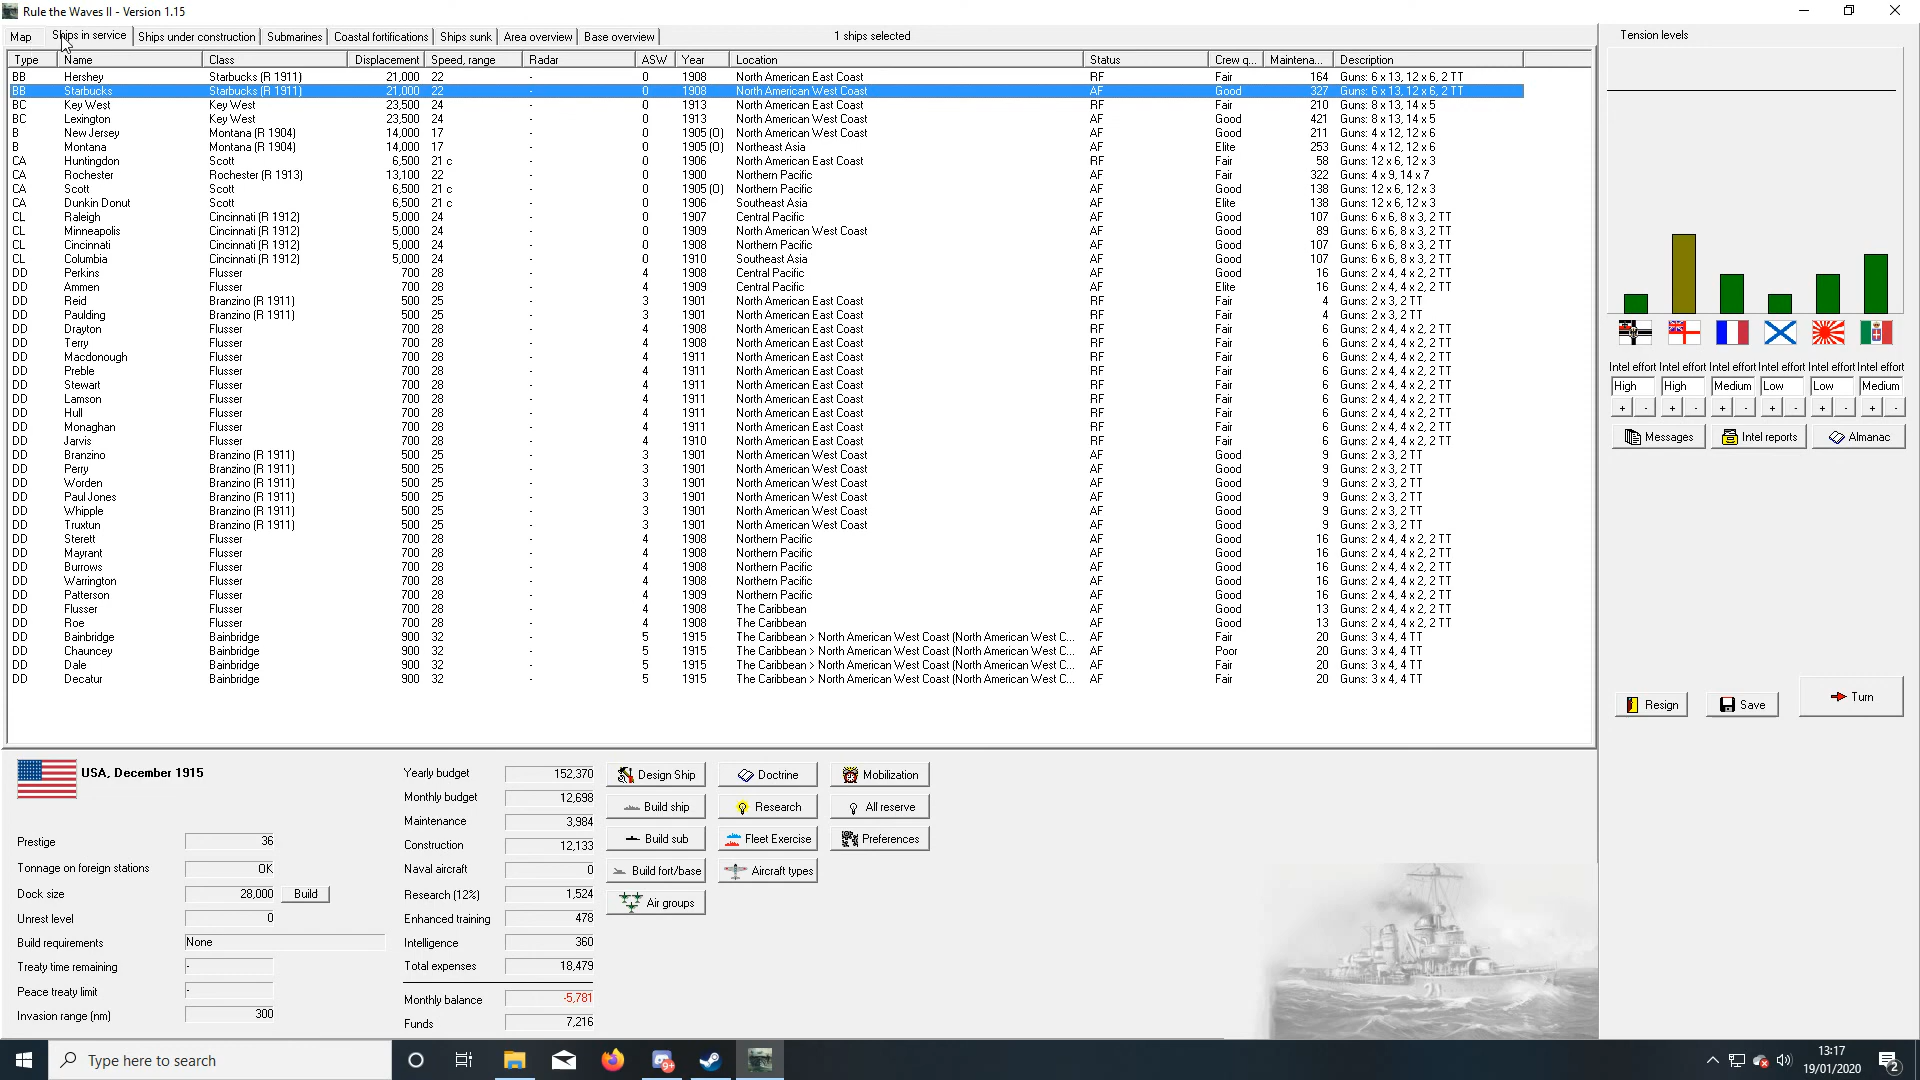 Rule the Waves II - Version 1.15
Map Ships in service Ships under construction Submarines Coastal fortifications Ships sunk Area overview Base overview 1 ships selected Tension levels
Type Name Class Displacement Speed, range Radar ASW Year Location Status Crew q... Maintena... Description
BB Hershey Starbucks (R 1911) 21,000 22 - 0 1908 North American East Coast RF Fair 164 Guns: 6 x 13, 12 x 6, 2 TT
BB Starbucks Starbucks (R 1911) 21,000 22 - 0 1908 North American West Coast AF Good 327 Guns: 6 x 13, 12 x 6, 2 TT
BC Key West Key West 23,500 24 - 0 1913 North American East Coast RF Fair 210 Guns: 8 x 13, 14 x 5
BC Lexington Key West 23,500 24 - 0 1913 North American West Coast AF Good 421 Guns: 8 x 13, 14 x 5
B New Jersey Montana (R 1904) 14,000 17 - 0 1905 (O) North American West Coast AF Good 211 Guns: 4 x 12, 12 x 6
B Montana Montana (R 1904) 14,000 17 - 0 1905 (O) Northeast Asia AF Elite 253 Guns: 4 x 12, 12 x 6
CA Huntingdon Scott 6,500 21 c - 0 1906 North American East Coast RF Fair 58 Guns: 12 x 6, 12 x 3
CA Rochester Rochester (R 1913) 13,100 22 - 0 1900 Northern Pacific AF Fair 322 Guns: 4 x 9, 14 x 7
CA Scott Scott 6,500 21 c - 0 1905 (O) Northern Pacific AF Good 138 Guns: 12 x 6, 12 x 3
CA Dunkin Donut Scott 6,500 21 c - 0 1906 Southeast Asia AF Elite 138 Guns: 12 x 6, 12 x 3
CL Raleigh Cincinnati (R 1912) 5,000 24 - 0 1907 Central Pacific AF Good 107 Guns: 6 x 6, 8 x 3, 2 TT
CL Minneapolis Cincinnati (R 1912) 5,000 24 - 0 1909 North American West Coast AF Good 89 Guns: 6 x 6, 8 x 3, 2 TT
CL Cincinnati Cincinnati (R 1912) 5,000 24 - 0 1908 Northern Pacific AF Good 107 Guns: 6 x 6, 8 x 3, 2 TT
CL Columbia Cincinnati (R 1912) 5,000 24 - 0 1910 Southeast Asia AF Good 107 Guns: 6 x 6, 8 x 3, 2 TT
DD Perkins Flusser 700 28 - 4 1908 Central Pacific AF Good 16 Guns: 2 x 4, 4 x 2, 2 TT
DD Ammen Flusser 700 28 - 4 1909 Central Pacific AF Elite 16 Guns: 2 x 4, 4 x 2, 2 TT
DD Reid Branzino (R 1911) 500 25 - 3 1901 North American East Coast RF Fair 4 Guns: 2 x 3, 2 TT
DD Paulding Branzino (R 1911) 500 25 - 3 1901 North American East Coast RF Fair 4 Guns: 2 x 3, 2 TT
DD Drayton Flusser 700 28 - 4 1908 North American East Coast RF Fair 6 Guns: 2 x 4, 4 x 2, 2 TT
DD Terry Flusser 700 28 - 4 1908 North American East Coast RF Fair 6 Guns: 2 x 4, 4 x 2, 2 TT
DD Macdonough Flusser 700 28 - 4 1911 North American East Coast RF Fair 6 Guns: 2 x 4, 4 x 2, 2 TT
DD Preble Flusser 700 28 - 4 1911 North American East Coast RF Fair 6 Guns: 2 x 4, 4 x 2, 2 TT
DD Stewart Flusser 700 28 - 4 1911 North American East Coast RF Fair 6 Guns: 2 x 4, 4 x 2, 2 TT
DD Lamson Flusser 700 28 - 4 1911 North American East Coast RF Fair 6 Guns: 2 x 4, 4 x 2, 2 TT
DD Hull Flusser 700 28 - 4 1911 North American East Coast RF Fair 6 Guns: 2 x 4, 4 x 2, 2 TT
DD Monaghan Flusser 700 28 - 4 1911 North American East Coast RF Fair 6 Guns: 2 x 4, 4 x 2, 2 TT
DD Jarvis Flusser 700 28 - 4 1910 North American East Coast RF Fair 6 Guns: 2 x 4, 4 x 2, 2 TT
DD Branzino Branzino (R 1911) 500 25 - 3 1901 North American West Coast AF Good 9 Guns: 2 x 3, 2 TT
DD Perry Branzino (R 1911) 500 25 - 3 1901 North American West Coast AF Good 9 Guns: 2 x 3, 2 TT
DD Worden Branzino (R 1911) 500 25 - 3 1901 North American West Coast AF Good 9 Guns: 2 x 3, 2 TT
DD Paul Jones Branzino (R 1911) 500 25 - 3 1901 North American West Coast AF Good 9 Guns: 2 x 3, 2 TT
DD Whipple Branzino (R 1911) 500 25 - 3 1901 North American West Coast AF Good 9 Guns: 2 x 3, 2 TT
DD Truxtun Branzino (R 1911) 500 25 - 3 1901 North American West Coast AF Good 9 Guns: 2 x 3, 2 TT
DD Sterett Flusser 700 28 - 4 1908 Northern Pacific AF Good 16 Guns: 2 x 4, 4 x 2, 2 TT
DD Mayrant Flusser 700 28 - 4 1908 Northern Pacific AF Good 16 Guns: 2 x 4, 4 x 2, 2 TT
DD Burrows Flusser 700 28 - 4 1908 Northern Pacific AF Good 16 Guns: 2 x 4, 4 x 2, 2 TT
DD Warrington Flusser 700 28 - 4 1908 Northern Pacific AF Good 16 Guns: 2 x 4, 4 x 2, 2 TT
DD Patterson Flusser 700 28 - 4 1909 Northern Pacific AF Good 16 Guns: 2 x 4, 4 x 2, 2 TT
DD Flusser Flusser 700 28 - 4 1908 The Caribbean AF Good 13 Guns: 2 x 4, 4 x 2, 2 TT
DD Roe Flusser 700 28 - 4 1908 The Caribbean AF Good 13 Guns: 2 x 4, 4 x 2, 2 TT
DD Bainbridge Bainbridge 900 32 - 5 1915 The Caribbean > North American West Coast (North American West C... AF Fair 20 Guns: 3 x 4, 4 TT
DD Chauncey Bainbridge 900 32 - 5 1915 The Caribbean > North American West Coast (North American West C... AF Poor 20 Guns: 3 x 4, 4 TT
DD Dale Bainbridge 900 32 - 5 1915 The Caribbean > North American West Coast (North American West C... AF Fair 20 Guns: 3 x 4, 4 TT
DD Decatur Bainbridge 900 32 - 5 1915 The Caribbean > North American West Coast (North American West C... AF Fair 20 Guns: 3 x 4, 4 TT
Intel effort Intel effort Intel effort Intel effort Intel effort Intel effort
High High Medium Low Low Medium
+ - + - + - + - + - + -
Messages Intel reports Almanac
Resign Save Turn
USA, December 1915
Prestige 36
Tonnage on foreign stations OK
Dock size 28,000 Build
Unrest level 0
Build requirements None
Treaty time remaining -
Peace treaty limit -
Invasion range (nm) 300
Yearly budget 152,370
Monthly budget 12,698
Maintenance 3,984
Construction 12,133
Naval aircraft 0
Research (12%) 1,524
Enhanced training 478
Intelligence 360
Total expenses 18,479
Monthly balance -5,781
Funds 7,216
Design Ship Doctrine Mobilization
Build ship Research All reserve
Build sub Fleet Exercise Preferences
Build fort/base Aircraft types
Air groups
Type here to search
9+
13:17
19/01/2020
2